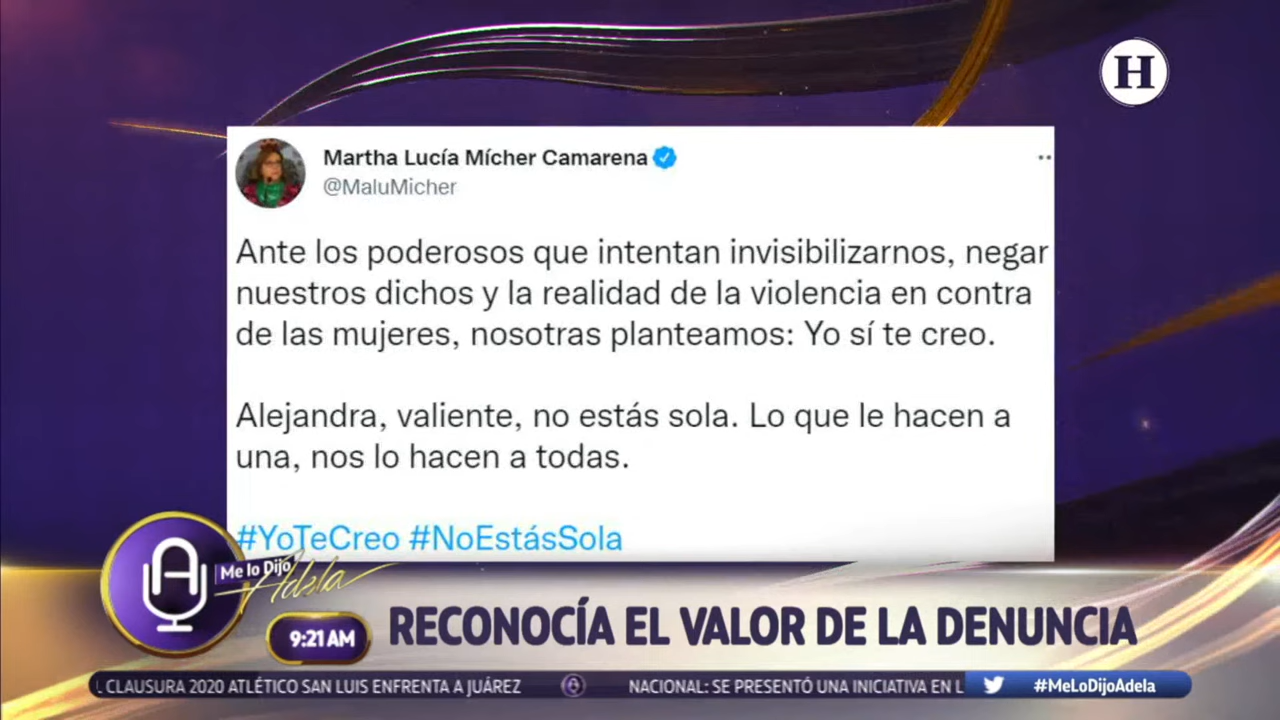 H
Martha Lucía Mícher Camarena
@MaluMicher
Ante los poderosos que intentan invisibilizarnos, negar
nuestros dichos y la realidad de la violencia en contra
de las mujeres, nosotras planteamos: Yo sí te creo.
Alejandra, valiente, no estás sola. Lo que le hacen a
una, nos lo hacen a todas.
#YoTeCreo #NoEstásSola
Me lo Dijo
Adela
9:21 AM
RECONOCÍA EL VALOR DE LA DENUNCIA
CLAUSURA 2020 ATLÉTICO SAN LUIS ENFRENTA A JUÁREZ
NACIONAL: SE PRESENTÓ UNA INICIATIVA EN L
#MeLoDijoAdela